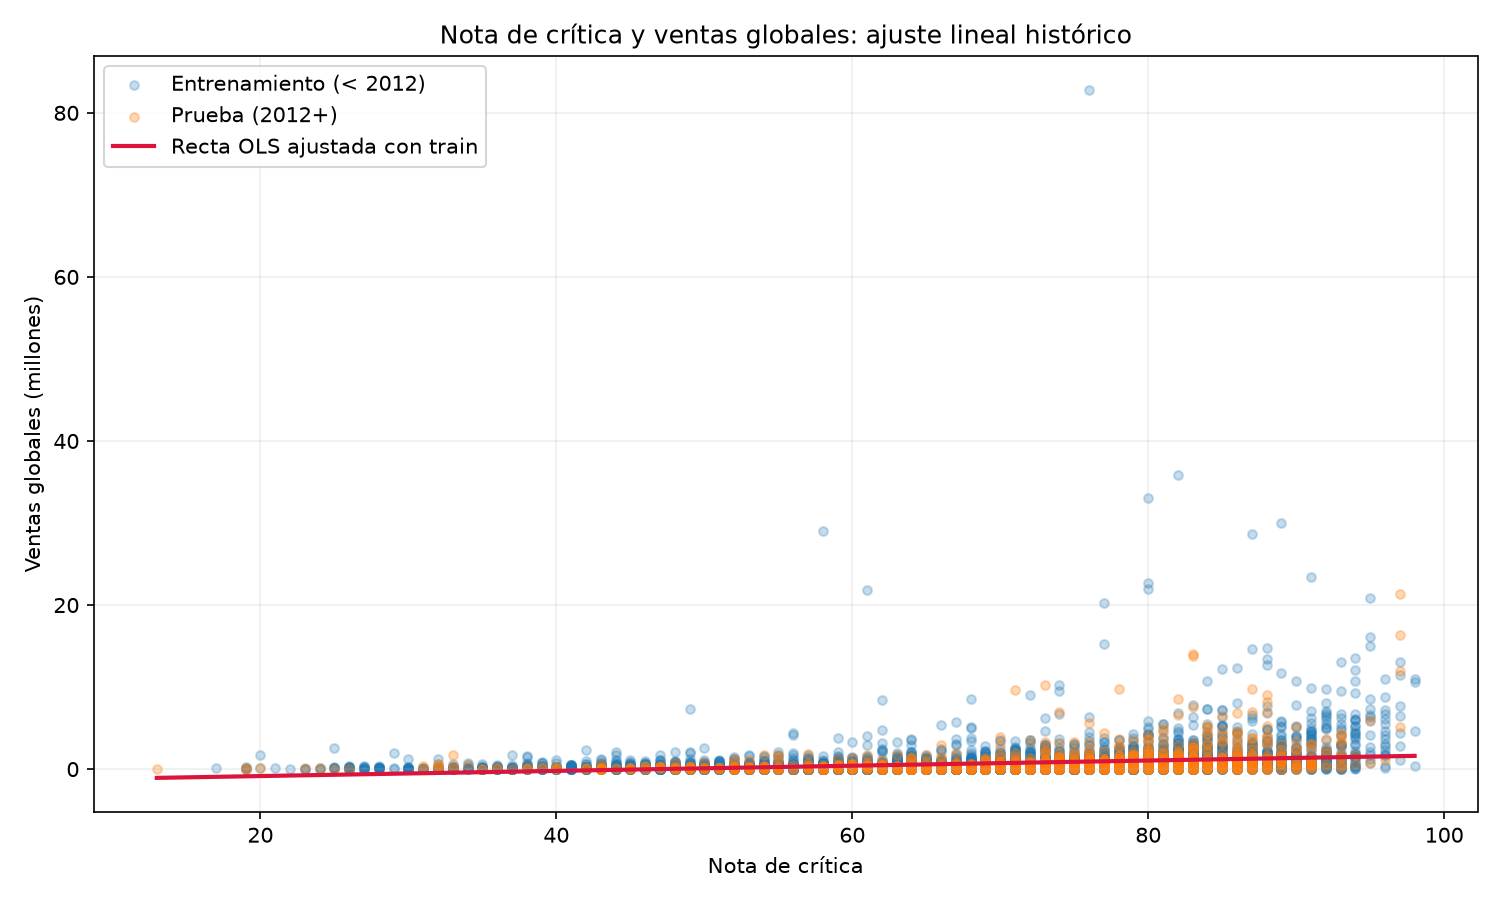 Nota de crítica y ventas globales: ajuste lineal histórico
Entrenamiento (< 2012)
Prueba (2012+)
Recta OLS ajustada con train
Ventas globales (millones)
80
60
40
20
0
20
40
60
80
100
Nota de crítica